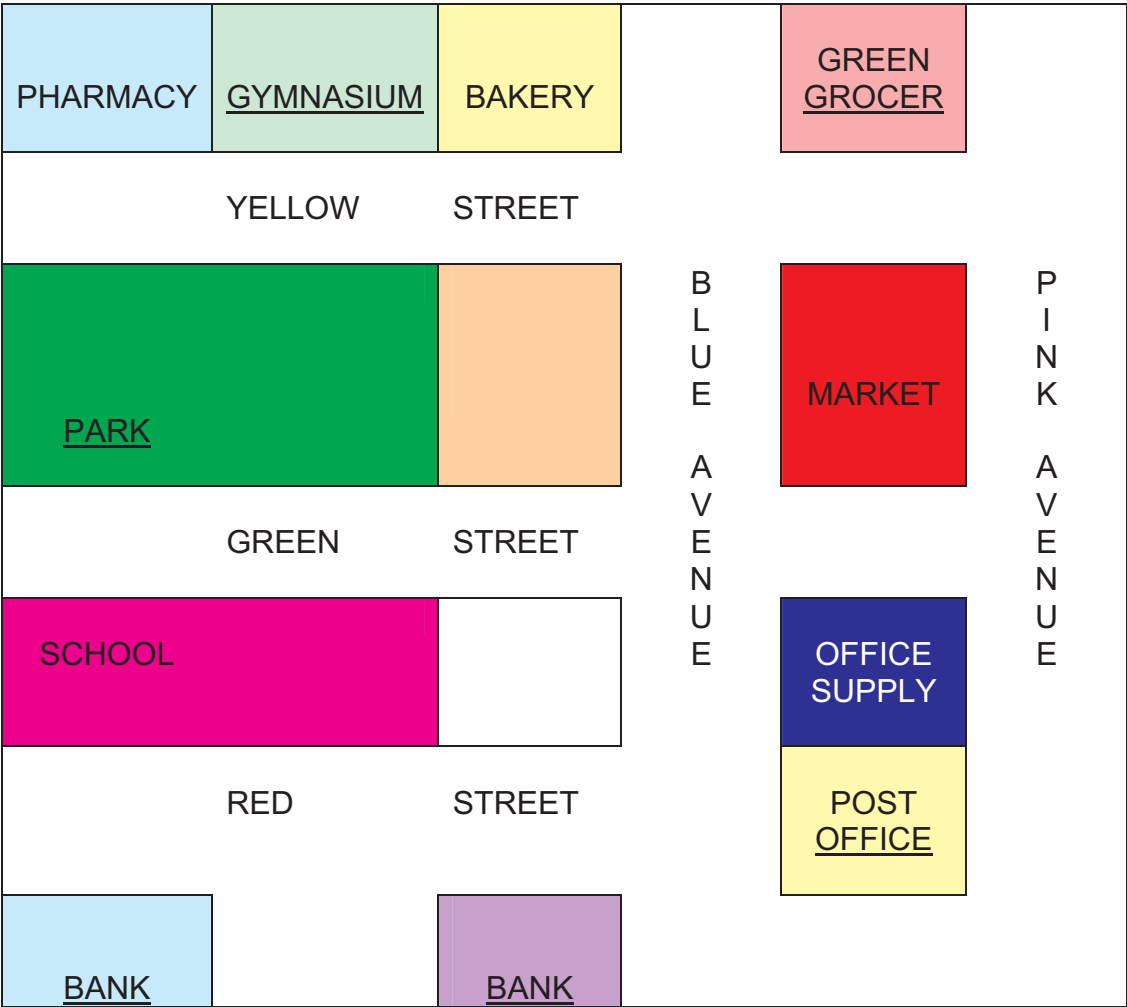 PHARMACY GYMNASIUM BAKERY GREEN GROCER
YELLOW STREET
BLUE AVENUE
PINK AVENUE
PARK
MARKET
GREEN STREET
SCHOOL
OFFICE
SUPPLY
RED STREET
POST
OFFICE
BANK
BANK